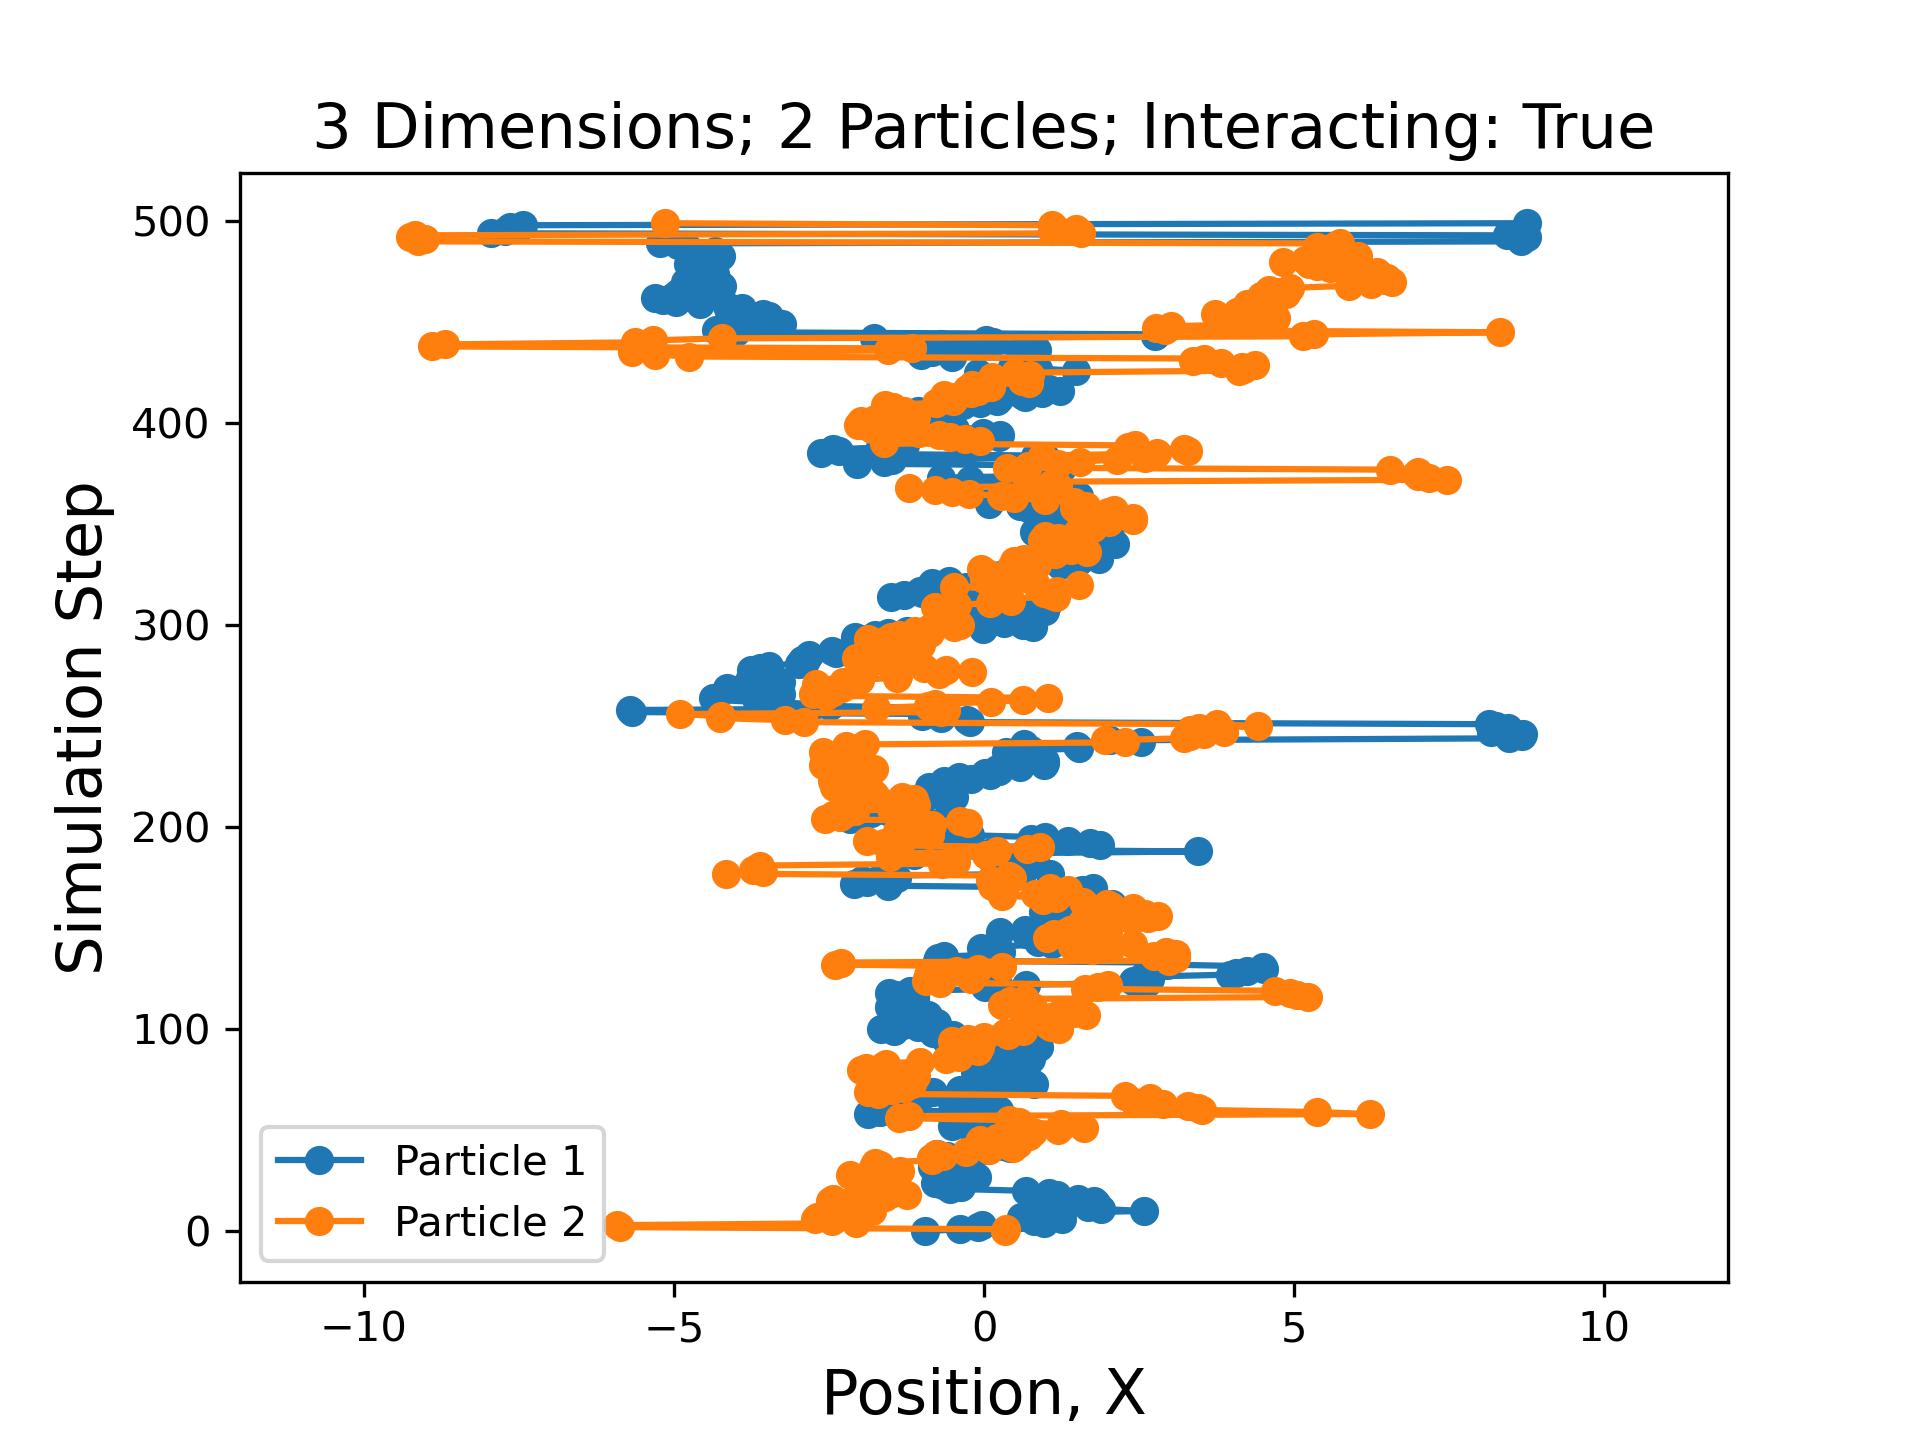 3 Dimensions; 2 Particles; Interacting: True
Simulation Step
500
400
300
200
100
0
Particle 1
Particle 2
−10
−5
0
5
10
Position, X